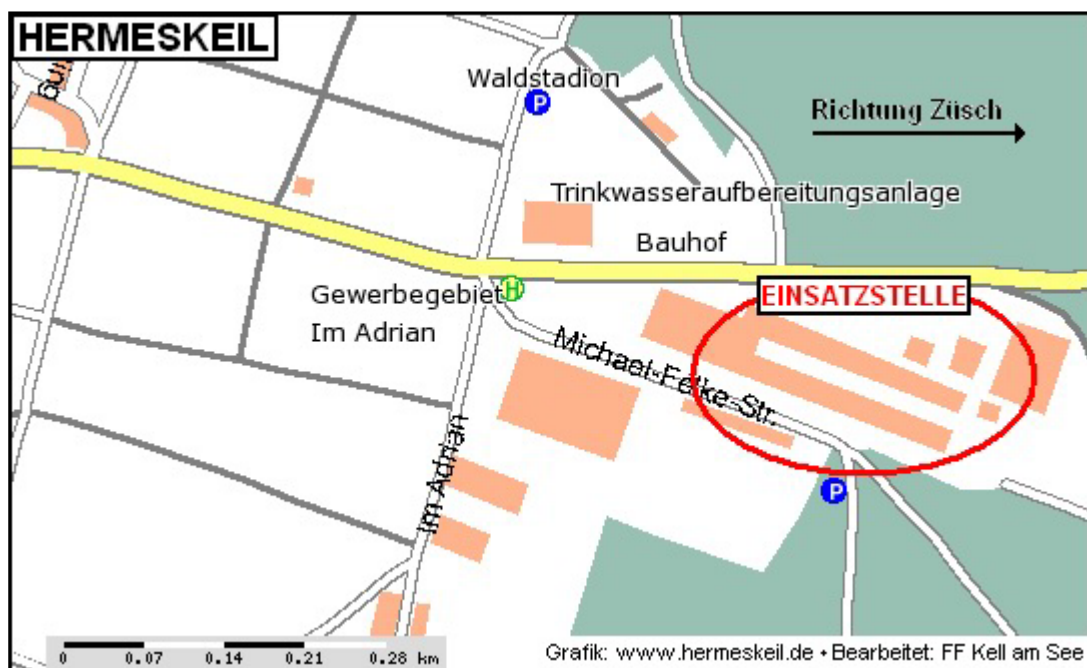 HERMESKEIL
Waldstadion
P
Richtung Züsch
Trinkwasseraufbereitungsanlage
Bauhof
EINSATZSTELLE
H
Gewerbegebiet
Im Adrian
Michael-Felke-Str.
Im Adrian
P
0 0.07 0.14 0.21 0.28 km
Grafik: www.hermeskeil.de • Bearbeitet: FF Kell am See